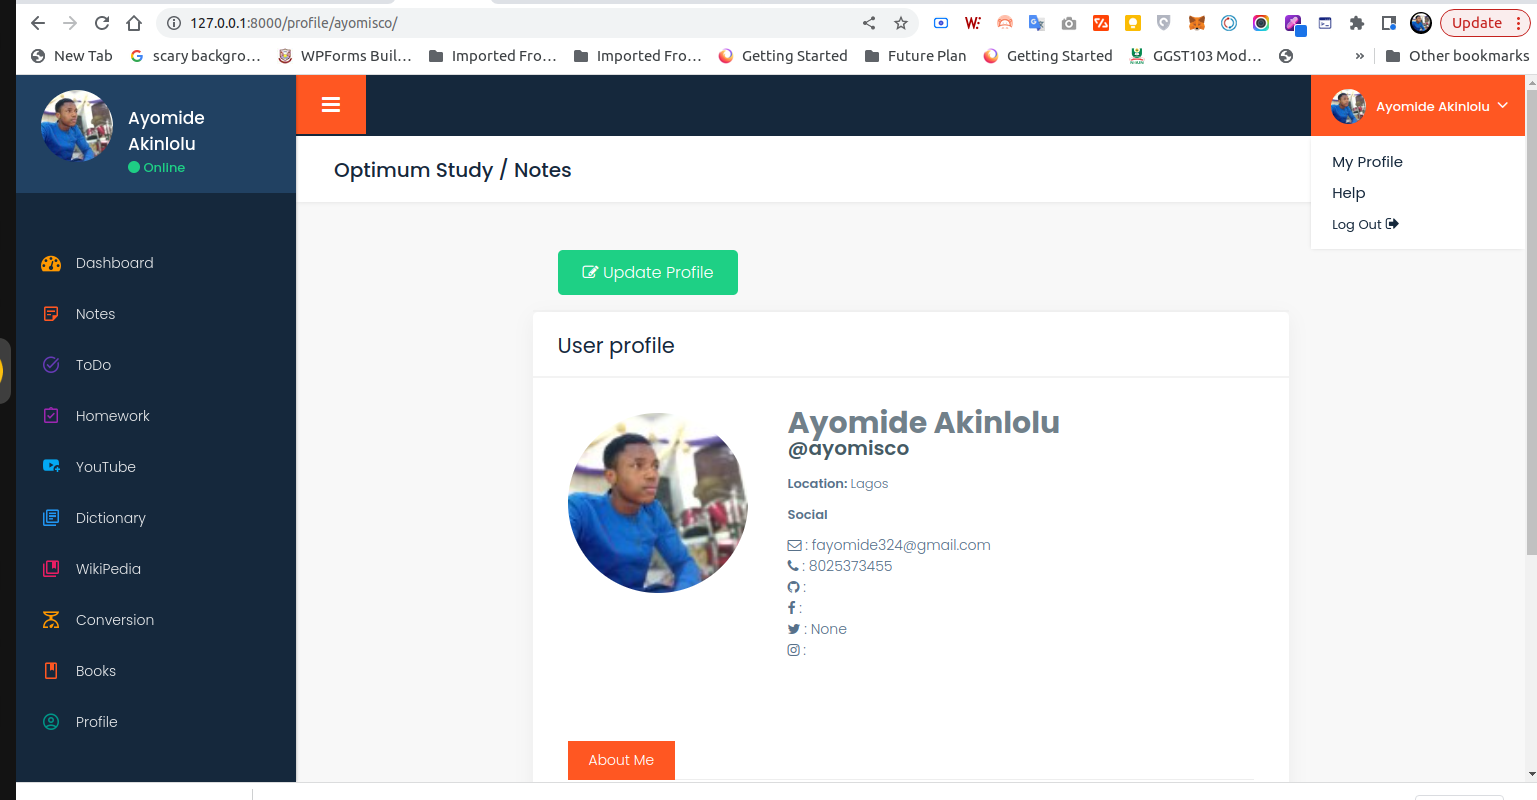 127.0.0.1:8000/profile/ayomisco/
Update
New Tab
scary backgro...
WPForms Buil...
Imported Fro...
Imported Fro...
Getting Started
Future Plan
Getting Started
GGST103 Mod...
»
Other bookmarks
Ayomide
Akinlolu
Online
Ayomide Akinlolu
My Profile
Help
Log Out
Optimum Study / Notes
Dashboard
Notes
ToDo
Homework
YouTube
Dictionary
WikiPedia
Conversion
Books
Profile
Update Profile
User profile
Ayomide Akinlolu
@ayomisco
Location: Lagos
Social
: fayomide324@gmail.com
: 8025373455
:
:
: None
:
About Me